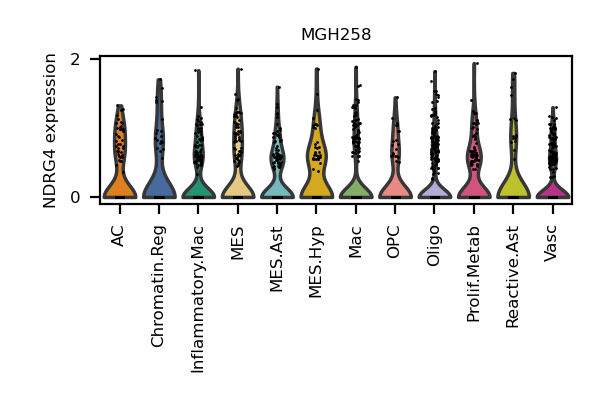 MGH258
NDRG4 expression
2
0
AC
Chromatin.Reg
Inflammatory.Mac
MES
MES.Ast
MES.Hyp
Mac
OPC
Oligo
Prolif.Metab
Reactive.Ast
Vasc